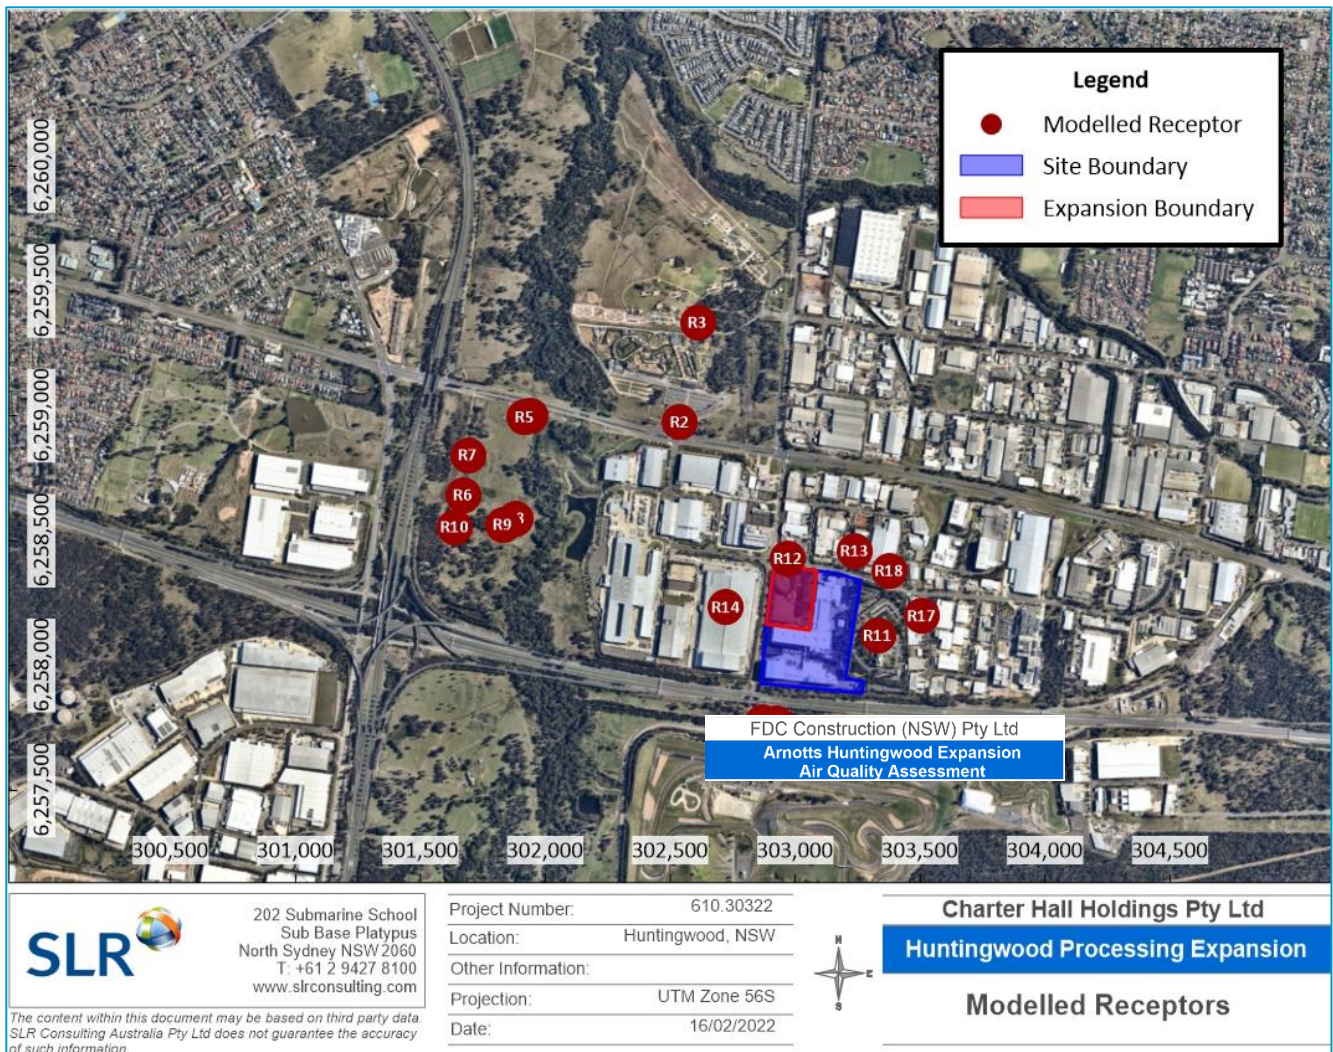 Legend
Modelled Receptor
Site Boundary
Expansion Boundary
6,260,000
6,259,500
6,259,000
6,258,500
6,258,000
6,257,500
R3
R2
R5
R7
R6
R10
R9
3
R12
R13
R18
R14
R17
R11
FDC Construction (NSW) Pty Ltd
Arnotts Huntingwood Expansion
Air Quality Assessment
300,500
301,000
301,500
302,000
302,500
303,000
303,500
304,000
304,500
SLR
202 Submarine School
Sub Base Platypus
North Sydney NSW 2060
T: +61 2 9427 8100
www.slrconsulting.com
The content within this document may be based on third party data.
SLR Consulting Australia Pty Ltd does not guarantee the accuracy
of such information.
Project Number: 610.30322
Location: Huntingwood, NSW
Other Information:
Projection: UTM Zone 56S
Date: 16/02/2022
N
E
S
Charter Hall Holdings Pty Ltd
Huntingwood Processing Expansion
Modelled Receptors